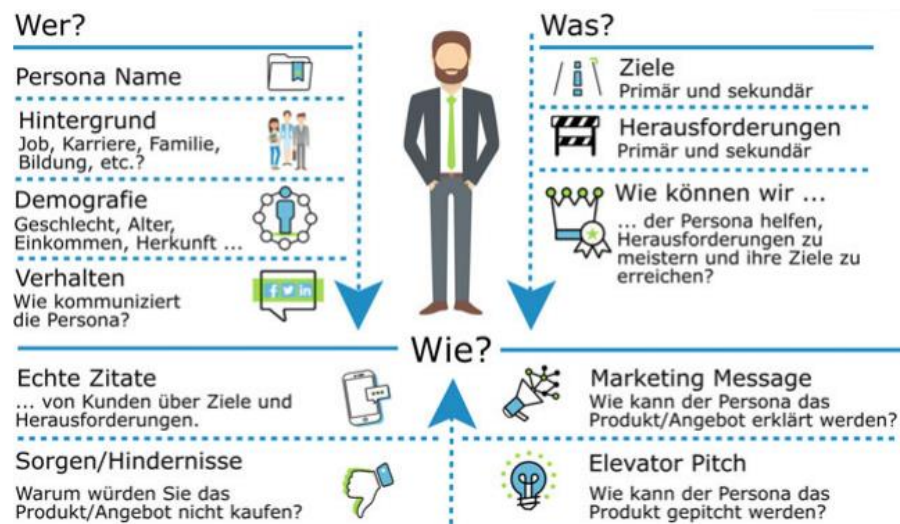 Wer?
Persona Name
Hintergrund
Job, Karriere, Familie,
Bildung, etc.?
Demografie
Geschlecht, Alter,
Einkommen, Herkunft ...
Verhalten
Wie kommuniziert
die Persona?
f in
Was?
Ziele
Primär und sekundär
Herausforderungen
Primär und sekundär
Wie können wir ...
... der Persona helfen,
Herausforderungen zu
meistern und ihre Ziele zu
erreichen?
Wie?
Echte Zitate
... von Kunden über Ziele und
Herausforderungen.
Sorgen/Hindernisse
Warum würden Sie das
Produkt/Angebot nicht kaufen?
Marketing Message
Wie kann der Persona das
Produkt/Angebot erklärt werden?
Elevator Pitch
Wie kann der Persona das
Produkt gepitcht werden?